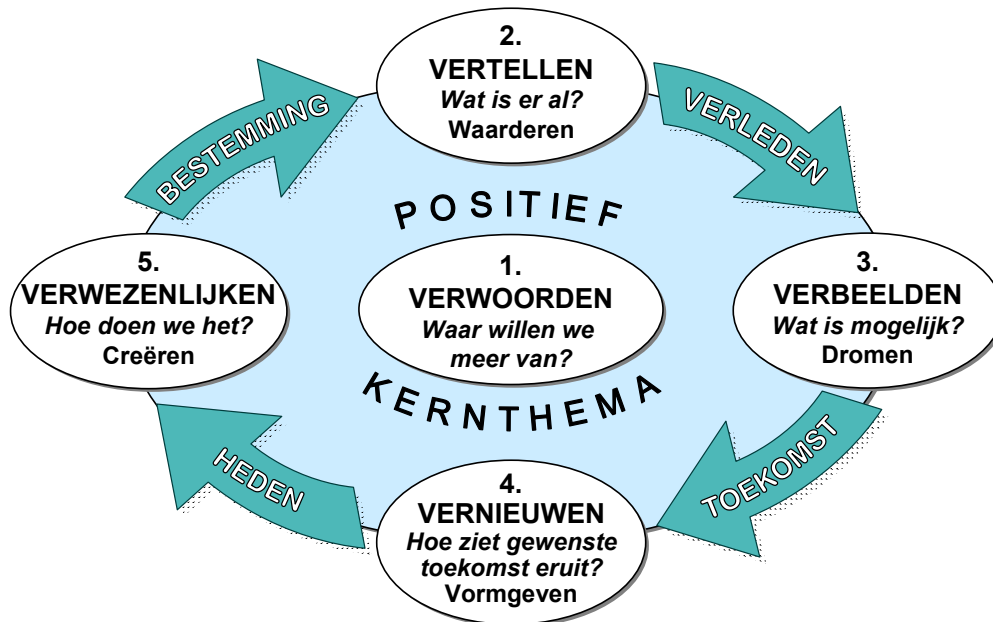 2.
VERTELLEN
Wat is er al?
Waarderen
BESTEMMING
VERLEDEN
POSITIEF
5.
VERWEZENLIJKEN
Hoe doen we het?
Creëren
1.
VERWOORDEN
Waar willen we
meer van?
3.
VERBEELDEN
Wat is mogelijk?
Dromen
KERNTHEMA
HEDEN
TOEKOMST
4.
VERNIEUWEN
Hoe ziet gewenste
toekomst eruit?
Vormgeven